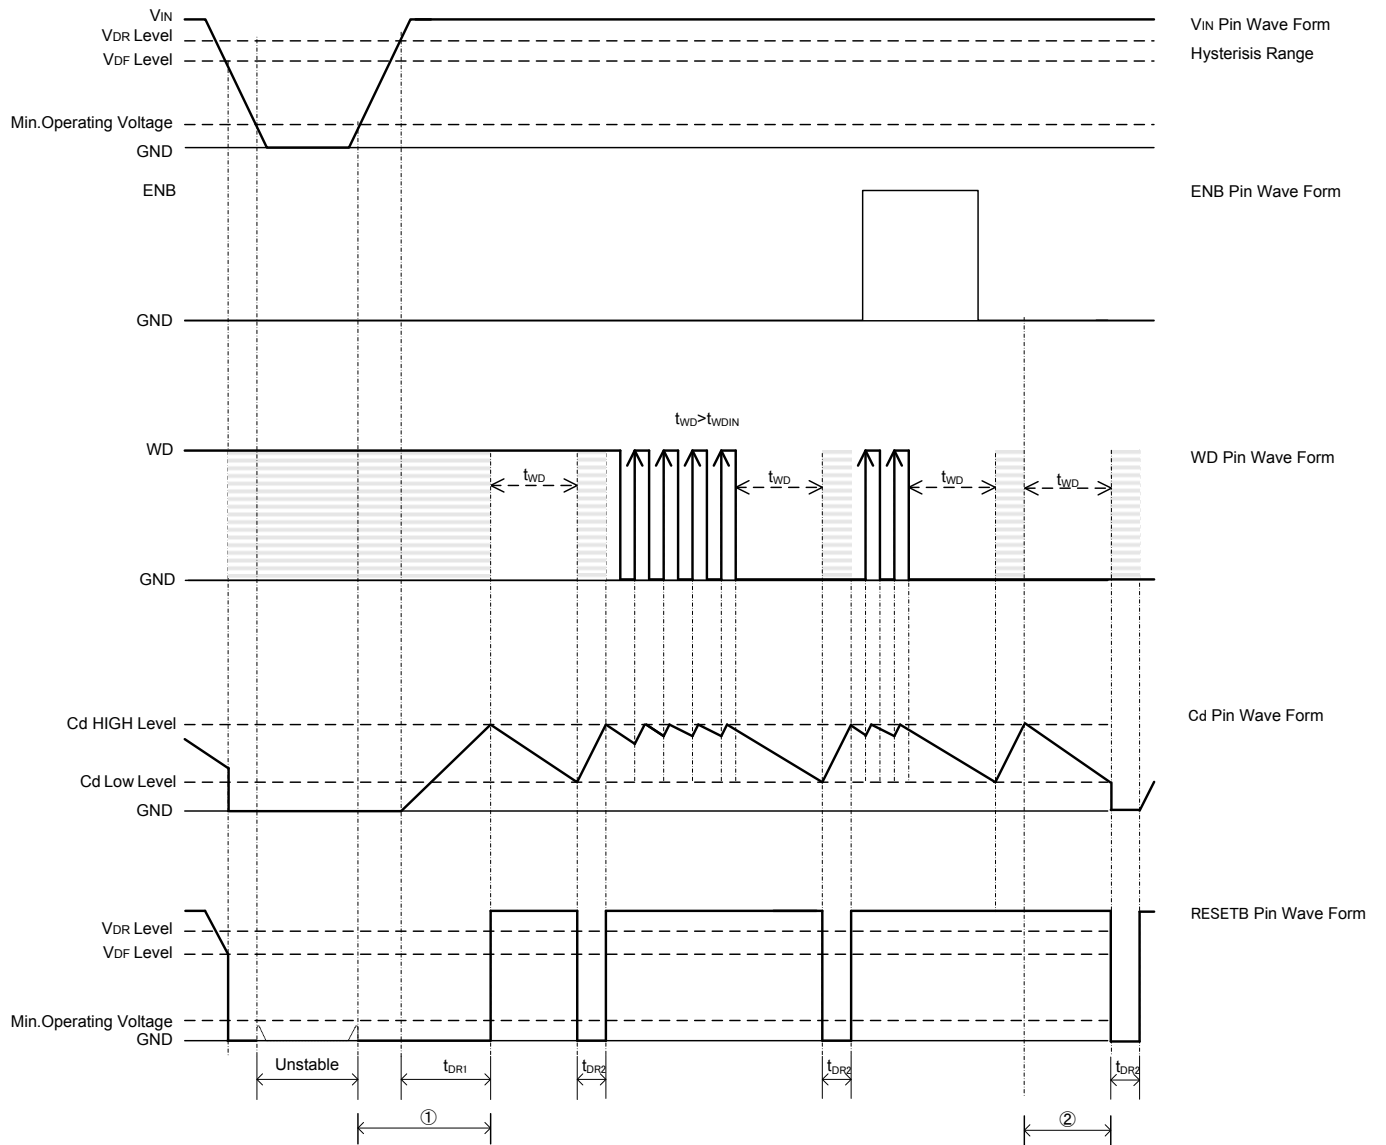 VIN
VDR Level
VDF Level
Min.Operating Voltage
GND
VIN Pin Wave Form
Hysterisis Range
ENB
GND
ENB Pin Wave Form
tWD>tWDIN
WD
GND
tWD
tWD
tWD
tWD
WD Pin Wave Form
Cd HIGH Level
Cd Low Level
GND
Cd Pin Wave Form
VDR Level
VDF Level
Min.Operating Voltage
GND
RESETB Pin Wave Form
Unstable
tDR1
tDR2
tDR2
tDR2
①
②